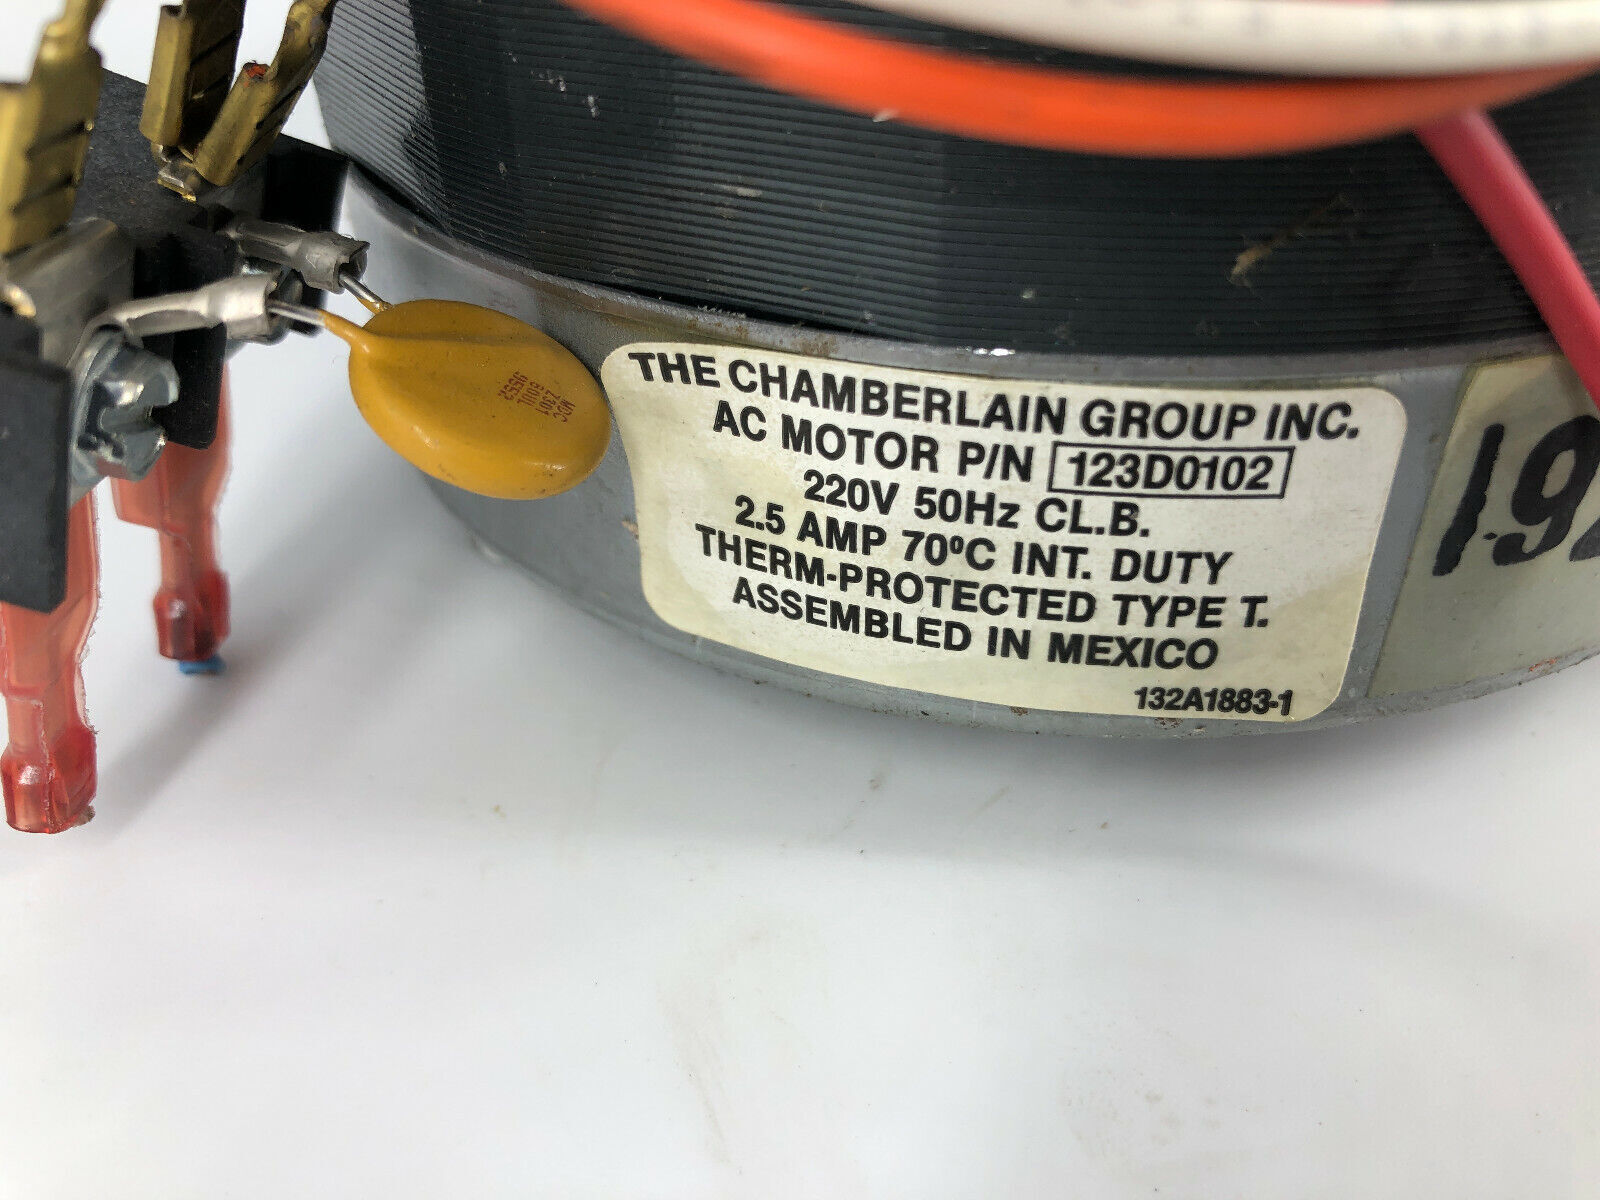 THE CHAMBERLAIN GROUP INC.
AC MOTOR P/N 123D0102
220V 50Hz CL.B.
2.5 AMP 70ºC INT. DUTY
THERM-PROTECTED TYPE T.
ASSEMBLED IN MEXICO
132A1883-1